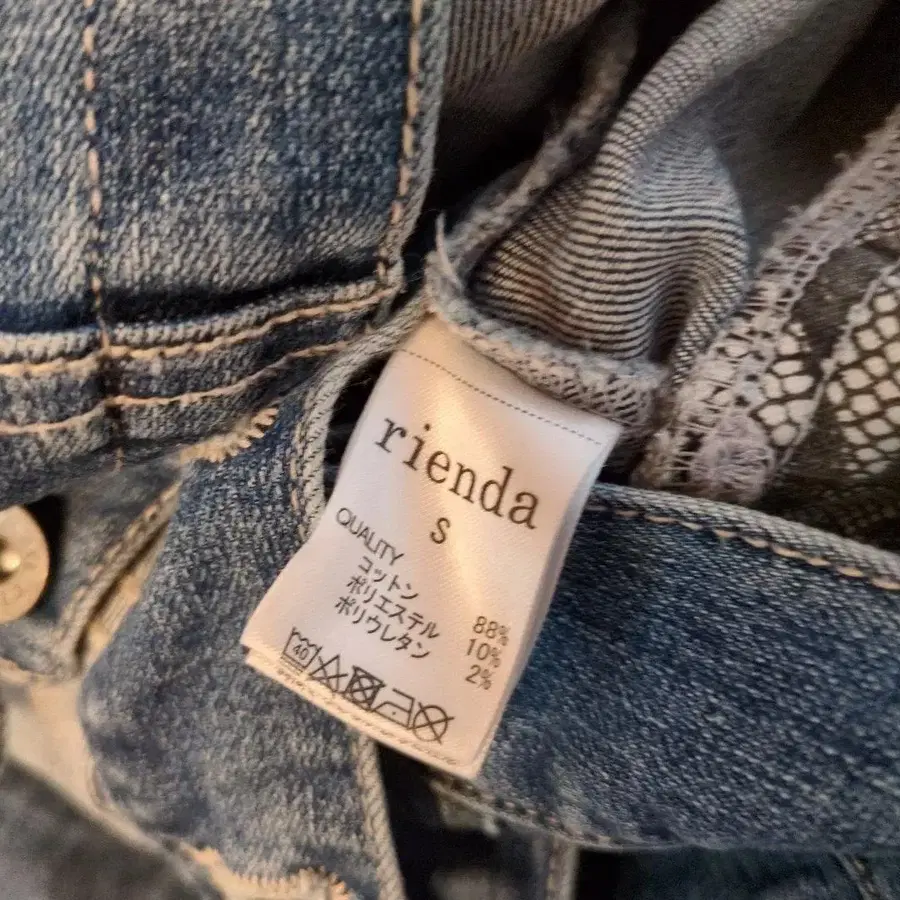 rienda
S
QUALITY
コットン 88%
ポリエステル 10%
ポリウレタン 2%
40